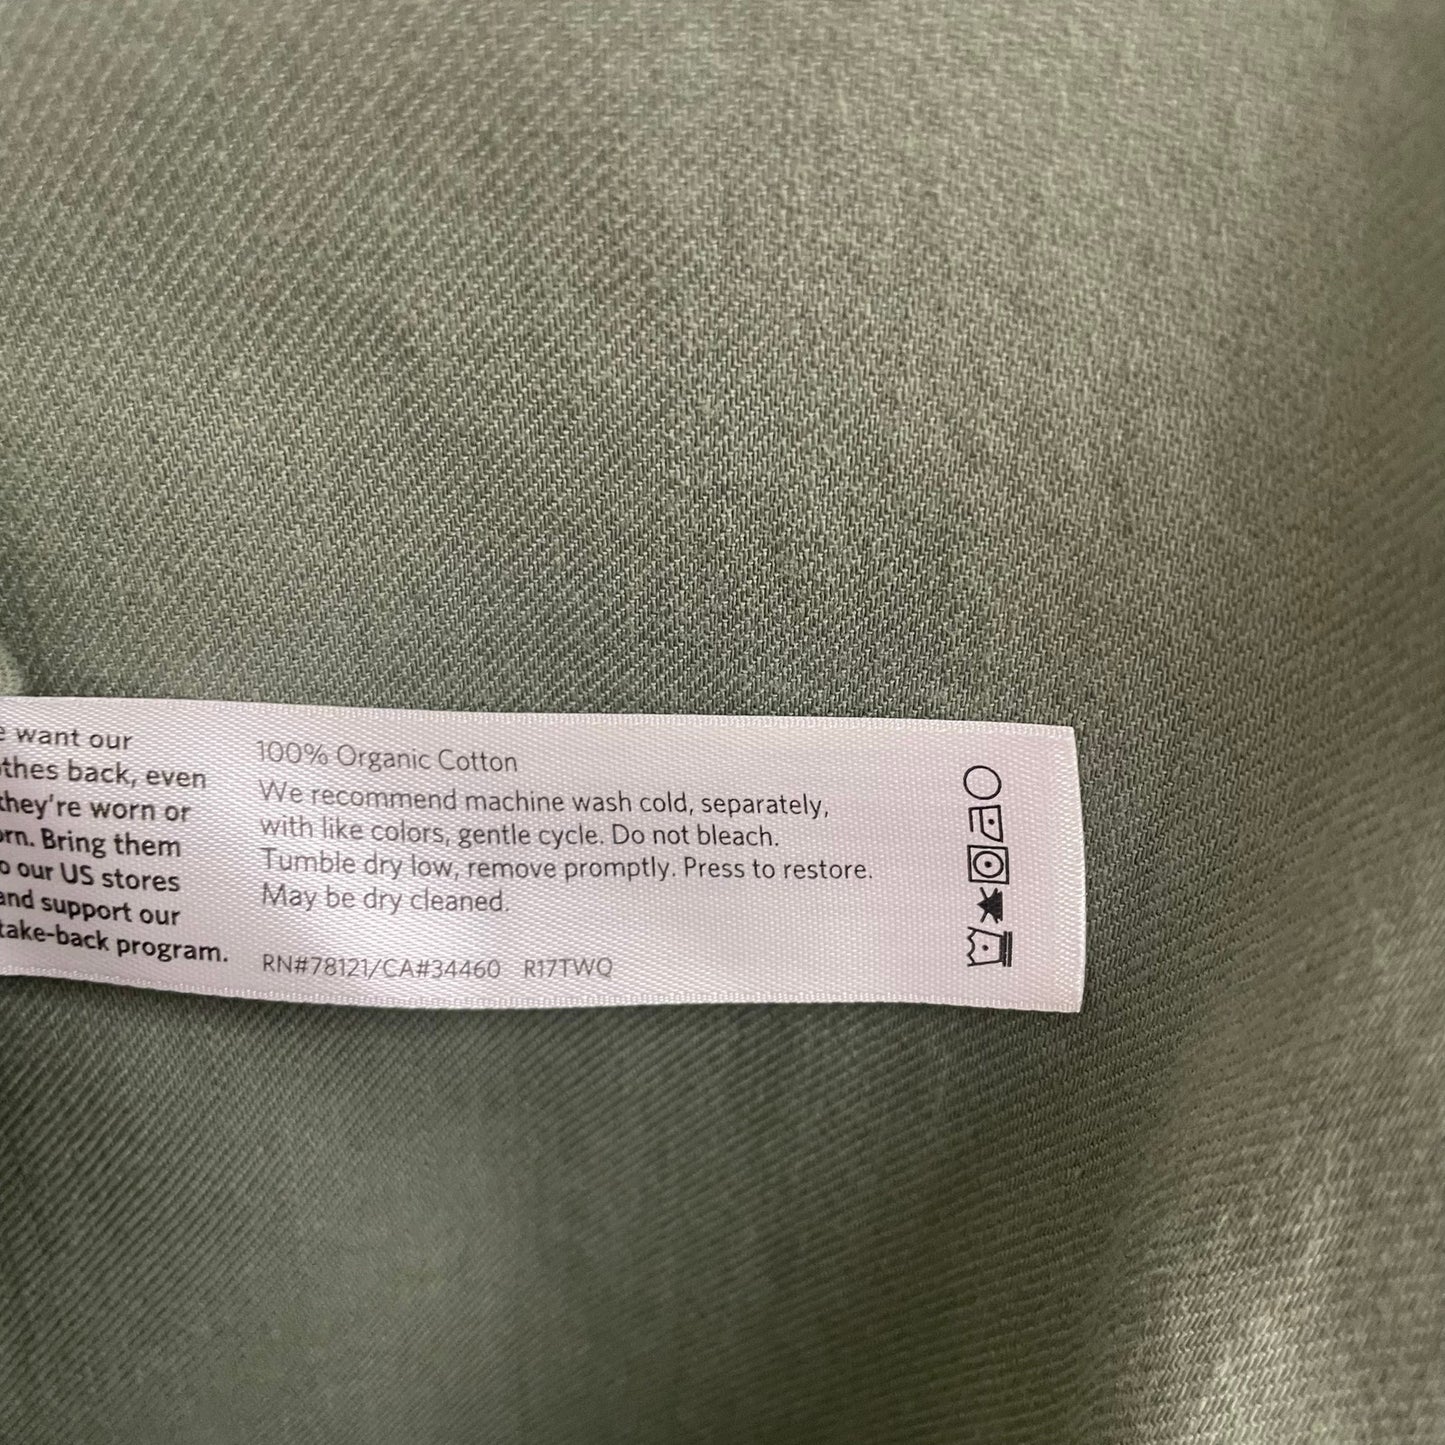 want our
thes back, even
they're worn or
rn. Bring them
o our US stores
and support our
take-back program.
100% Organic Cotton
We recommend machine wash cold, separately,
with like colors, gentle cycle. Do not bleach.
Tumble dry low, remove promptly. Press to restore.
May be dry cleaned.
RN#78121/CA#34460 R17TWQ